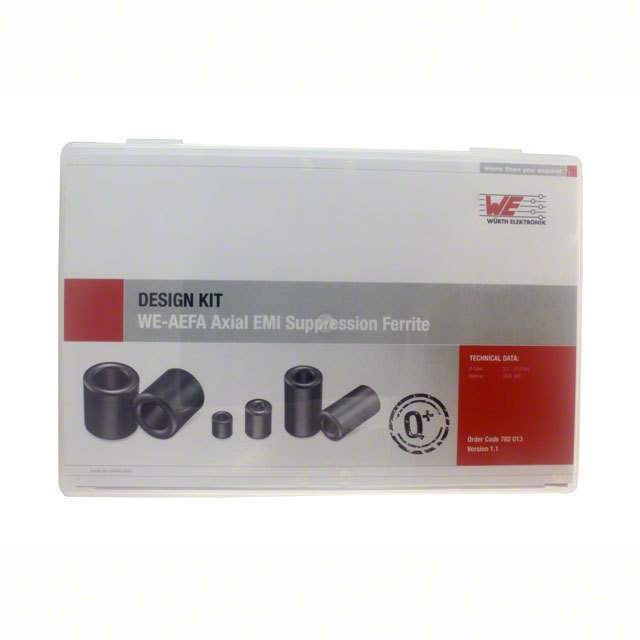 more than you expect
WE
WÜRTH ELEKTRONIK
DESIGN KIT
WE-AEFA Axial EMI Suppression Ferrite
TECHNICAL DATA:
Q+
Order Code 782 013
Version 1.1